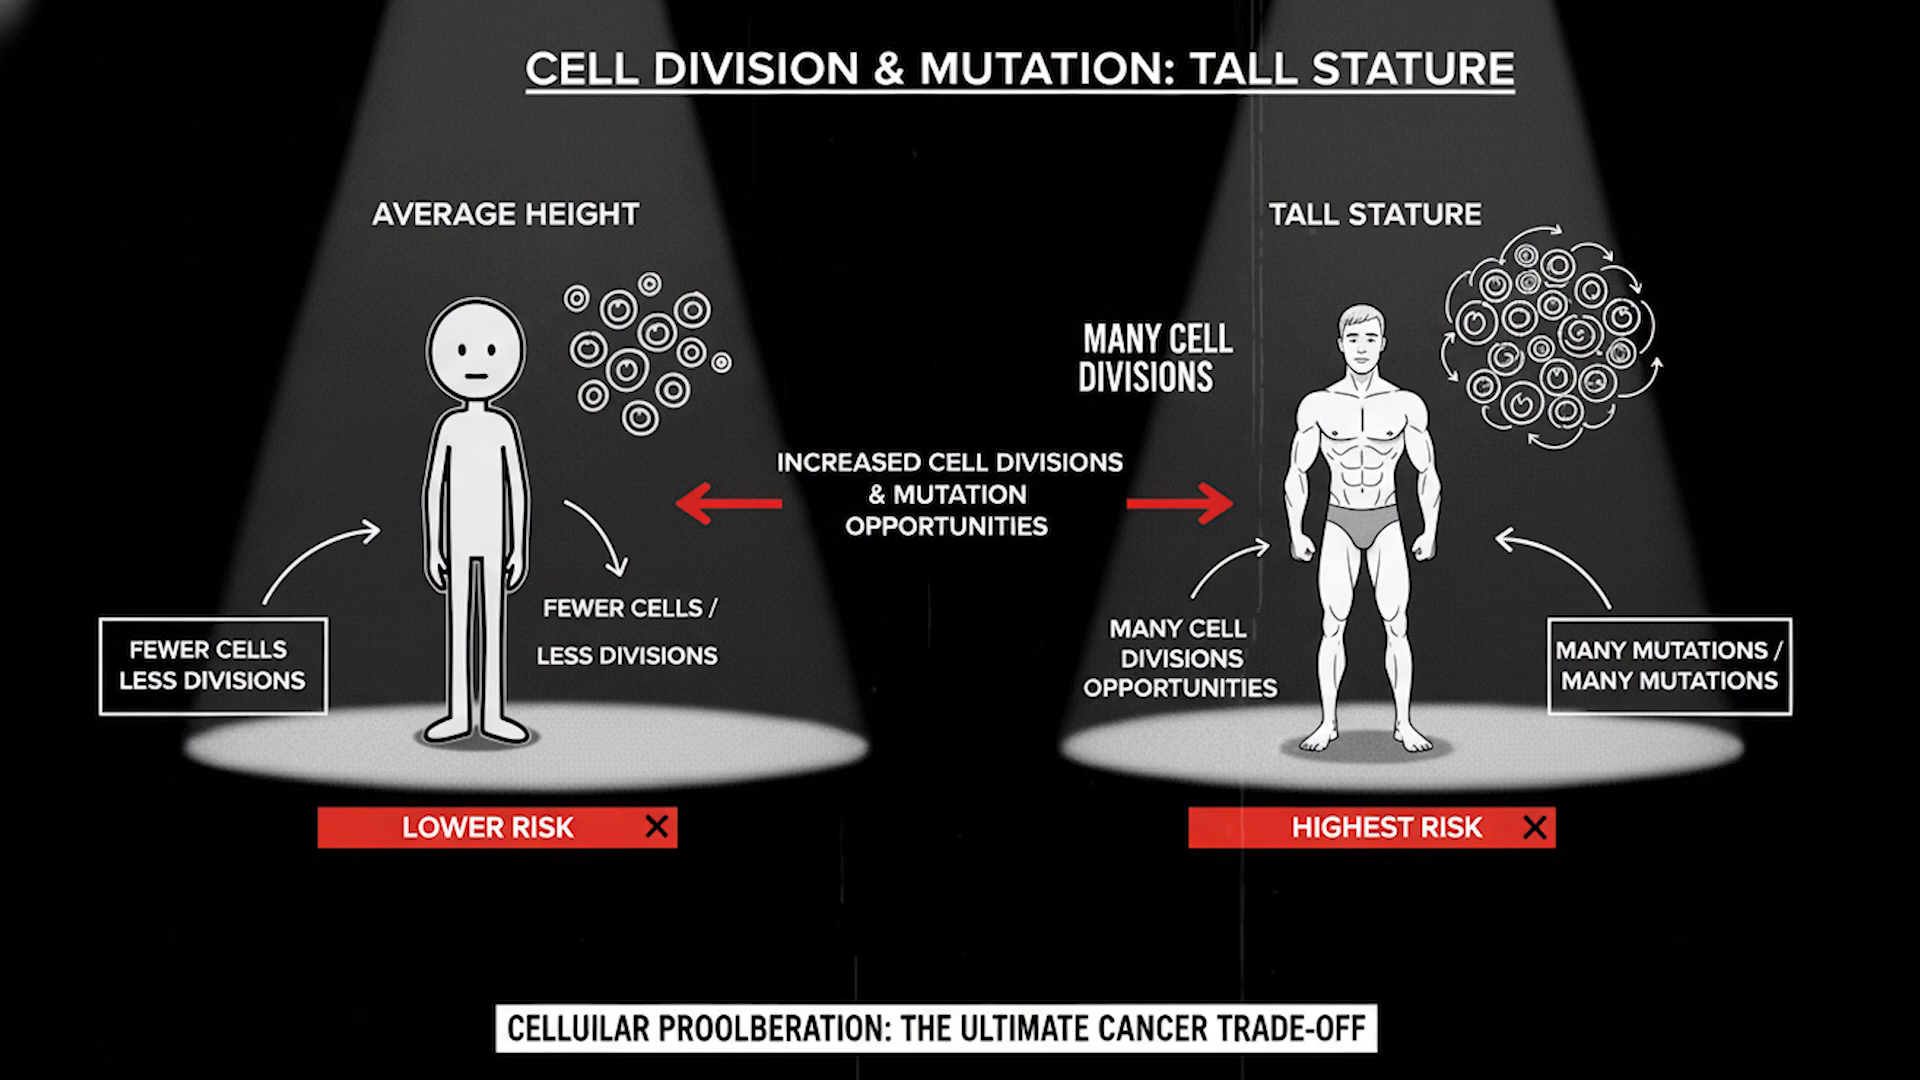 CELL DIVISION & MUTATION: TALL STATURE
AVERAGE HEIGHT
FEWER CELLS
LESS DIVISIONS
FEWER CELLS /
LESS DIVISIONS
LOWER RISK X
INCREASED CELL DIVISIONS
& MUTATION
OPPORTUNITIES
TALL STATURE
MANY CELL
DIVISIONS
MANY CELL
DIVISIONS
OPPORTUNITIES
MANY MUTATIONS /
MANY MUTATIONS
HIGHEST RISK X
CELLUILAR PROOLBERATION: THE ULTIMATE CANCER TRADE-OFF